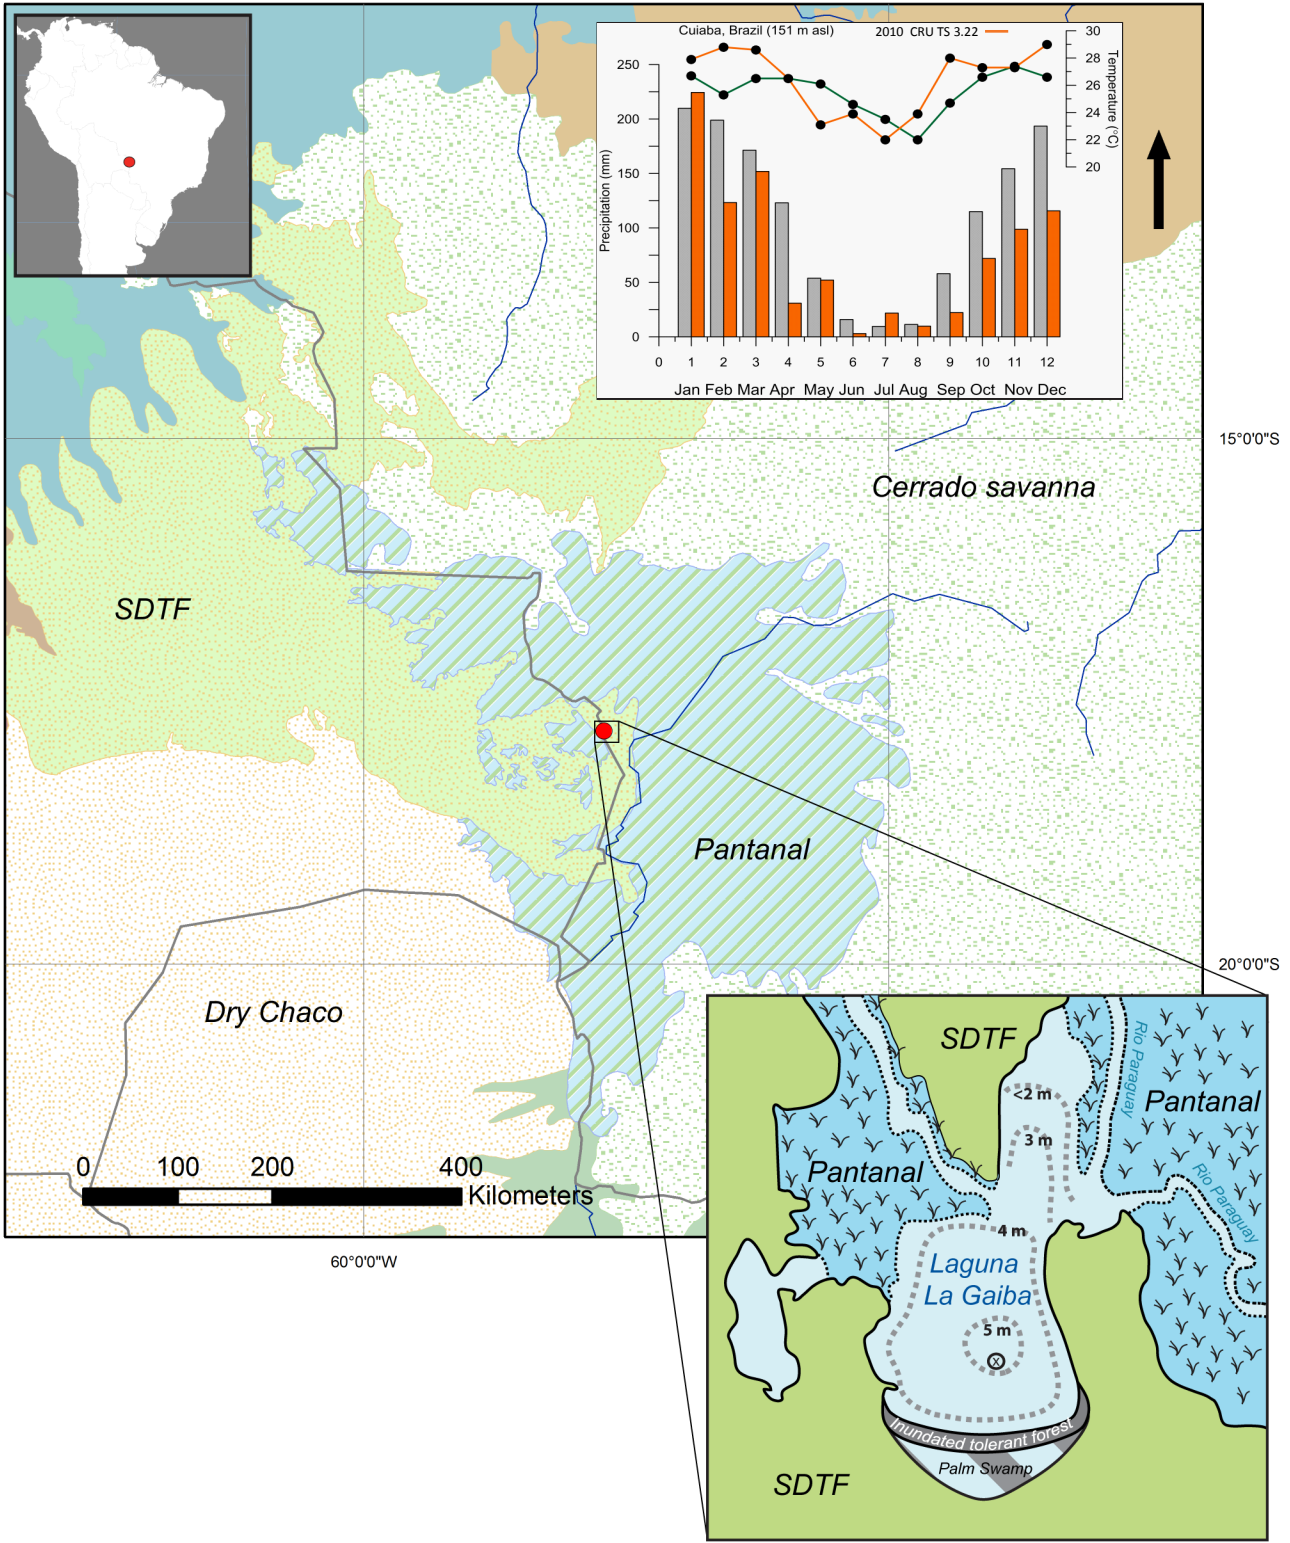 Cuiaba, Brazil (151 m asl)
2010 CRU TS 3.22
Precipitation (mm)
250
200
150
100
50
0
30
28
26
24
22
20
Temperature (°C)
0 1 2 3 4 5 6 7 8 9 10 11 12
Jan Feb Mar Apr May Jun Jul Aug Sep Oct Nov Dec
15°0'0"S
Cerrado savanna
SDTF
Pantanal
20°0'0"S
Dry Chaco
0 100 200 400
Kilometers
60°0'0"W
SDTF
<2 m
Rio Paraguay
Pantanal
3 m
Pantanal
Rio Paraguay
4 m
Laguna
La Gaiba
5 m
x
Inundated tolerant forest
Palm Swamp
SDTF